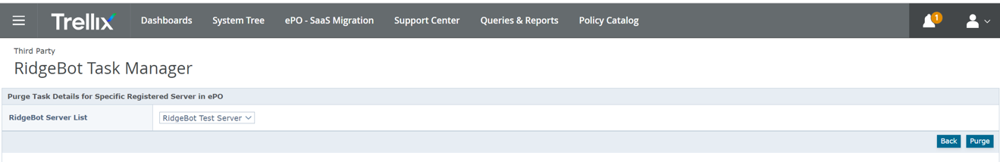 Trellix Dashboards System Tree ePO - SaaS Migration Support Center Queries & Reports Policy Catalog 1
Third Party
RidgeBot Task Manager
Purge Task Details for Specific Registered Server in ePO
RidgeBot Server List RidgeBot Test Server
Back Purge